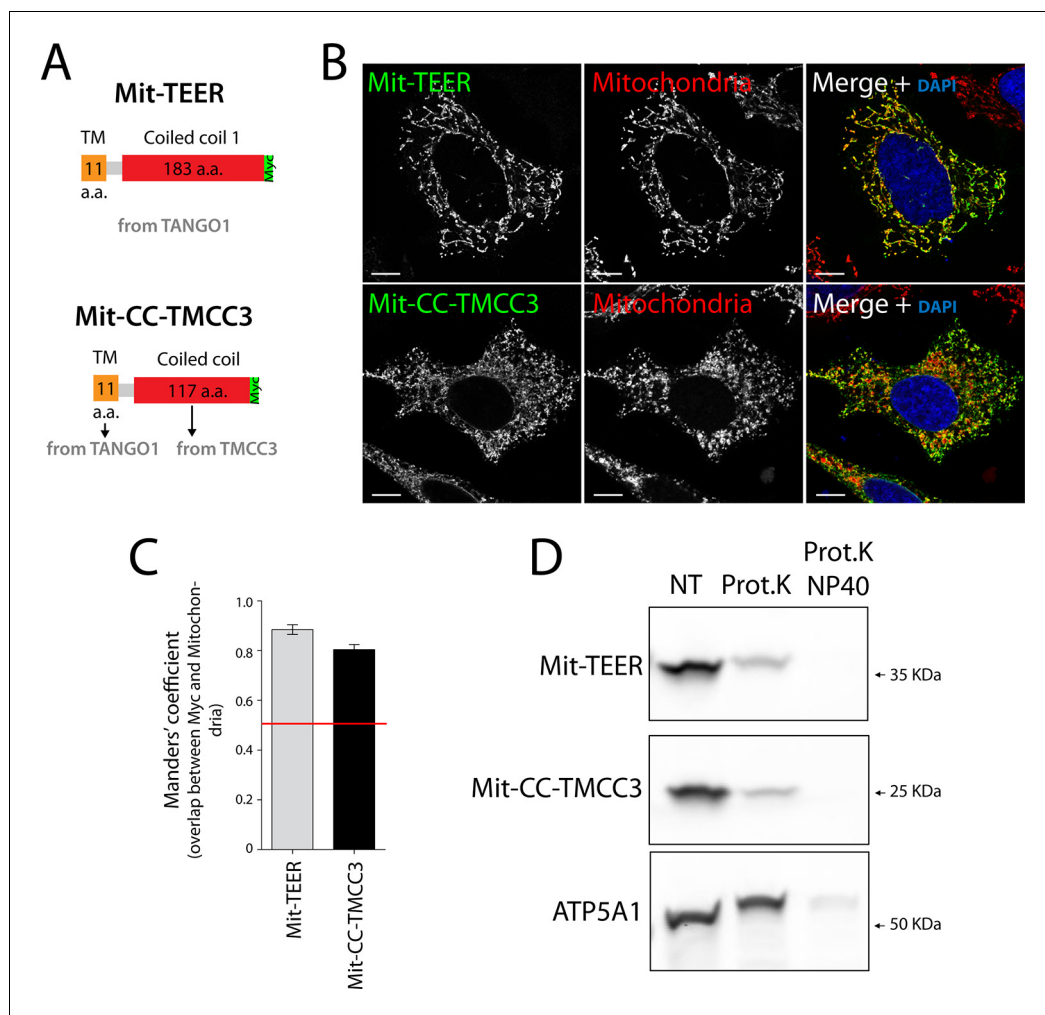 A
Mit-TEER
TM
Coiled coil 1
11
183 a.a.
Myc
a.a.
from TANGO1
Mit-CC-TMCC3
TM
Coiled coil
11
117 a.a.
Myc
a.a.
from TANGO1
from TMCC3
B
Mit-TEER
Mitochondria
Merge + DAPI
Mit-CC-TMCC3
Mitochondria
Merge + DAPI
C
Manders' coefficient
(overlap between Myc and Mitochon-
dria)
1.0
0.8
0.6
0.4
0.2
0
Mit-TEER
Mit-CC-TMCC3
D
NT
Prot.K
Prot.K
NP40
Mit-TEER
35 KDa
Mit-CC-TMCC3
25 KDa
ATP5A1
50 KDa